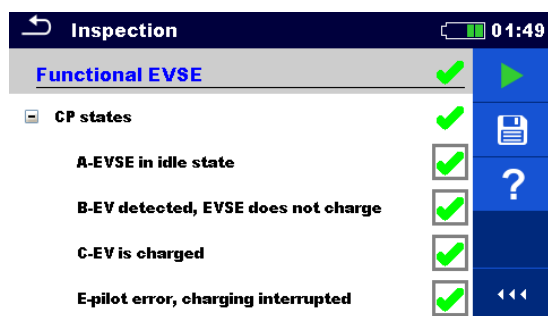 Inspection
01:49
Functional EVSE
CP states
A-EVSE in idle state
B-EV detected, EVSE does not charge
C-EV is charged
E-pilot error, charging interrupted
?